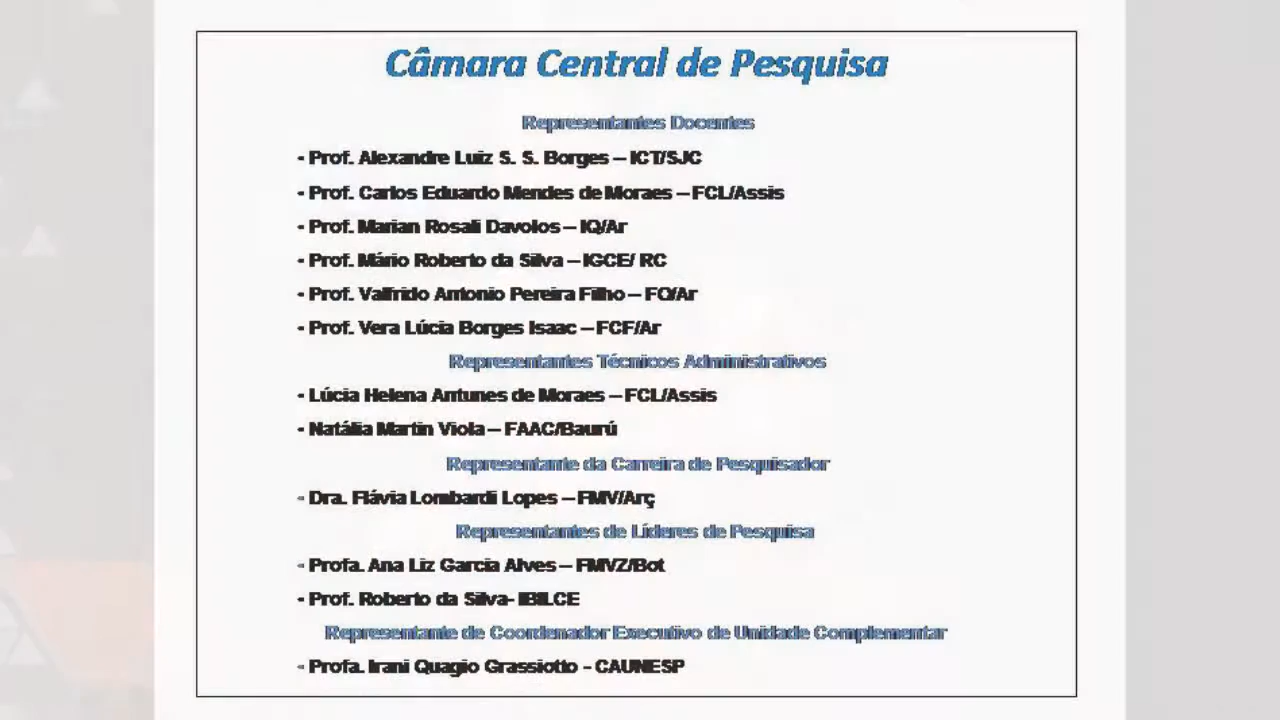 Câmara Central de Pesquisa
Representantes Docentes
- Prof. Alexandre Luiz S. S. Borges – ICT/SJC
- Prof. Carlos Eduardo Mendes de Moraes – FCL/Assis
- Prof. Marian Rosali Davolos – IQ/Ar
- Prof. Mário Roberto da Silva – IGCE/ RC
- Prof. Valfrido Antonio Pereira Filho – FO/Ar
- Prof. Vera Lúcia Borges Isaac – FCF/Ar
Representantes Técnicos Administrativos
- Lúcia Helena Antunes de Moraes – FCL/Assis
- Natália Martin Viola – FAAC/Baurú
Representante da Carreira de Pesquisador
- Dra. Flávia Lombardi Lopes – FMV/Arç
Representantes de Líderes de Pesquisa
- Profa. Ana Liz Garcia Alves – FMVZ/Bot
- Prof. Roberto da Silva- IBILCE
Representante de Coordenador Executivo de Unidade Complementar
- Profa. Irani Quagio Grassiotto - CAUNESP